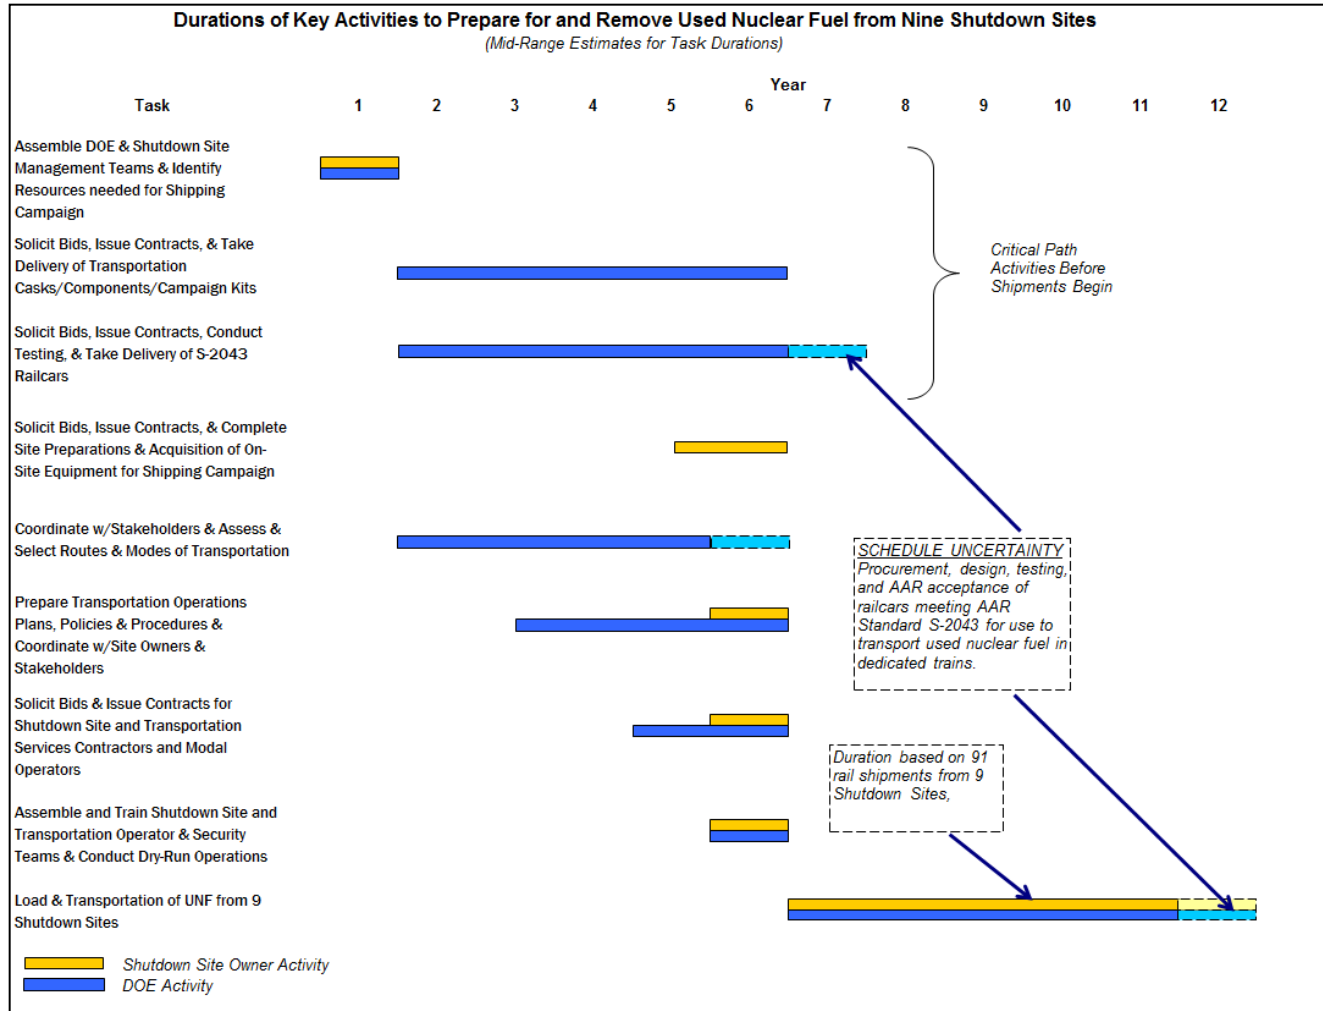 Durations of Key Activities to Prepare for and Remove Used Nuclear Fuel from Nine Shutdown Sites
(Mid-Range Estimates for Task Durations)
Year
Task 1 2 3 4 5 6 7 8 9 10 11 12
Assemble DOE & Shutdown Site
Management Teams & Identify
Resources needed for Shipping
Campaign
Solicit Bids, Issue Contracts, & Take
Delivery of Transportation
Casks/Components/Campaign Kits
Critical Path
Activities Before
Shipments Begin
Solicit Bids, Issue Contracts, Conduct
Testing, & Take Delivery of S-2043
Railcars
Solicit Bids, Issue Contracts, & Complete
Site Preparations & Acquisition of On-
Site Equipment for Shipping Campaign
Coordinate w/Stakeholders & Assess &
Select Routes & Modes of Transportation
SCHEDULE UNCERTAINTY
Procurement, design, testing,
and AAR acceptance of
railcars meeting AAR
Standard S-2043 for use to
transport used nuclear fuel in
dedicated trains.
Prepare Transportation Operations
Plans, Policies & Procedures &
Coordinate w/Site Owners &
Stakeholders
Solicit Bids & Issue Contracts for
Shutdown Site and Transportation
Services Contractors and Modal
Operators
Duration based on 91
rail shipments from 9
Shutdown Sites,
Assemble and Train Shutdown Site and
Transportation Operator & Security
Teams & Conduct Dry-Run Operations
Load & Transportation of UNF from 9
Shutdown Sites
Shutdown Site Owner Activity
DOE Activity